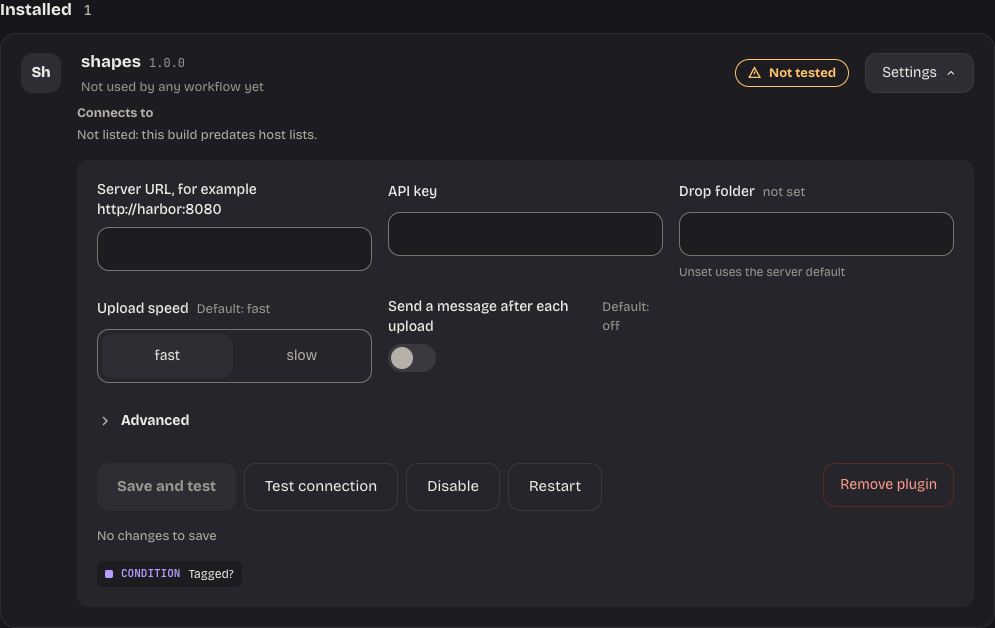 Installed 1
Sh
shapes 1.0.0
Not used by any workflow yet
Not tested
Settings
Connects to
Not listed: this build predates host lists.
Server URL, for example
http://harbor:8080
API key
Drop folder not set
Unset uses the server default
Upload speed Default: fast
fast slow
Send a message after each
upload
Default:
off
Advanced
Save and test
Test connection
Disable
Restart
Remove plugin
No changes to save
CONDITION Tagged?